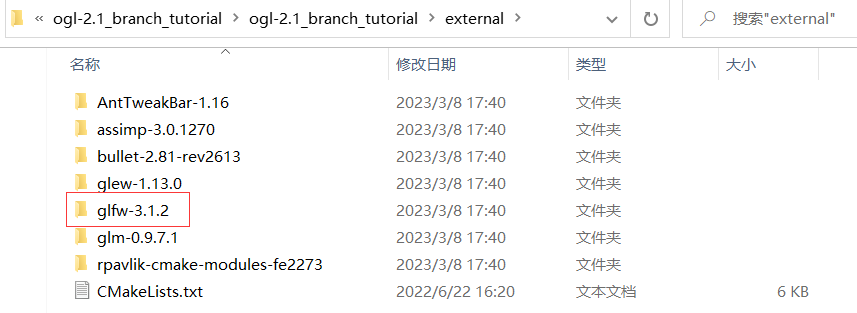 « ogl-2.1_branch_tutorial › ogl-2.1_branch_tutorial › external › 搜索"external"
名称 修改日期 类型 大小
AntTweakBar-1.16 2023/3/8 17:40 文件夹
assimp-3.0.1270 2023/3/8 17:40 文件夹
bullet-2.81-rev2613 2023/3/8 17:40 文件夹
glew-1.13.0 2023/3/8 17:40 文件夹
glfw-3.1.2 2023/3/8 17:40 文件夹
glm-0.9.7.1 2023/3/8 17:40 文件夹
rpavlik-cmake-modules-fe2273 2023/3/8 17:40 文件夹
CMakeLists.txt 2022/6/22 16:20 文本文档 6 KB